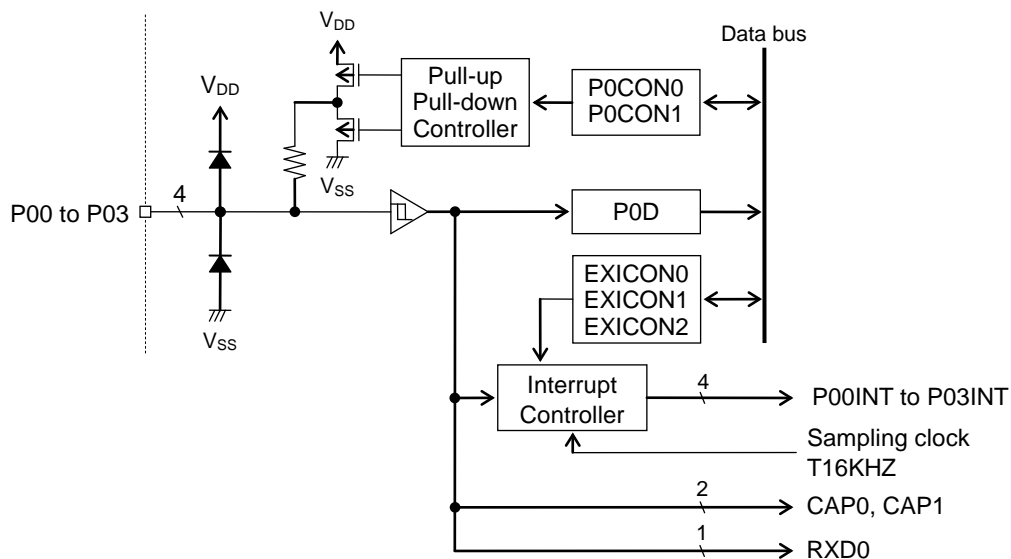 VDD
Data bus
VDD
Pull-up
Pull-down
Controller
P0CON0
P0CON1
VSS
P00 to P03
4
P0D
EXICON0
EXICON1
EXICON2
VSS
Interrupt
Controller
4
P00INT to P03INT
Sampling clock
T16KHZ
2
CAP0, CAP1
1
RXD0